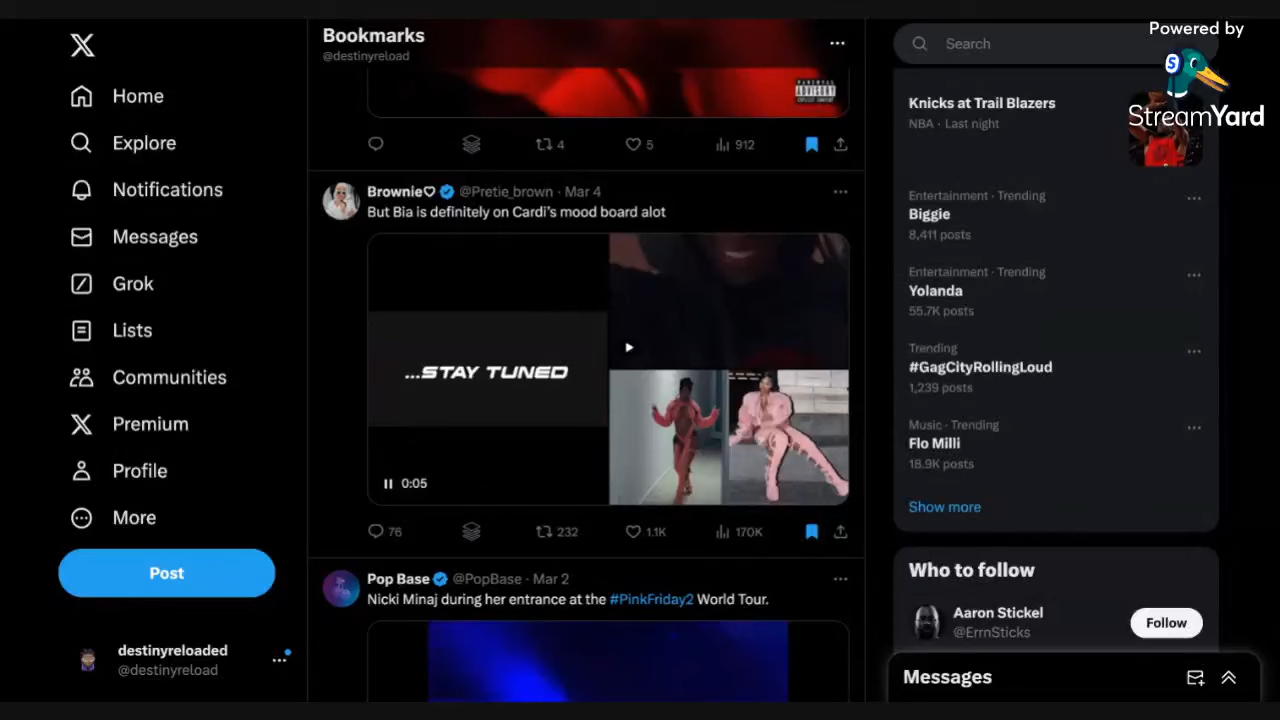 Powered by
StreamYard
Home
Explore
Notifications
Messages
Grok
Lists
Communities
Premium
Profile
More
Post
destinyreloaded
@destinyreload
Bookmarks
@destinyreload
PARENTAL
ADVISORY
4
5
912
Brownie♡ @Pretie_brown · Mar 4
But Bia is definitely on Cardi's mood board alot
...STAY TUNED
0:05
76
232
1.1K
170K
Pop Base @PopBase · Mar 2
Nicki Minaj during her entrance at the #PinkFriday2 World Tour.
Search
Knicks at Trail Blazers
NBA · Last night
Entertainment · Trending
Biggie
8,411 posts
Entertainment · Trending
Yolanda
55.7K posts
Trending
#GagCityRollingLoud
1,239 posts
Music · Trending
Flo Milli
18.9K posts
Show more
Who to follow
Aaron Stickel
@ErrnSticks
Follow
Messages